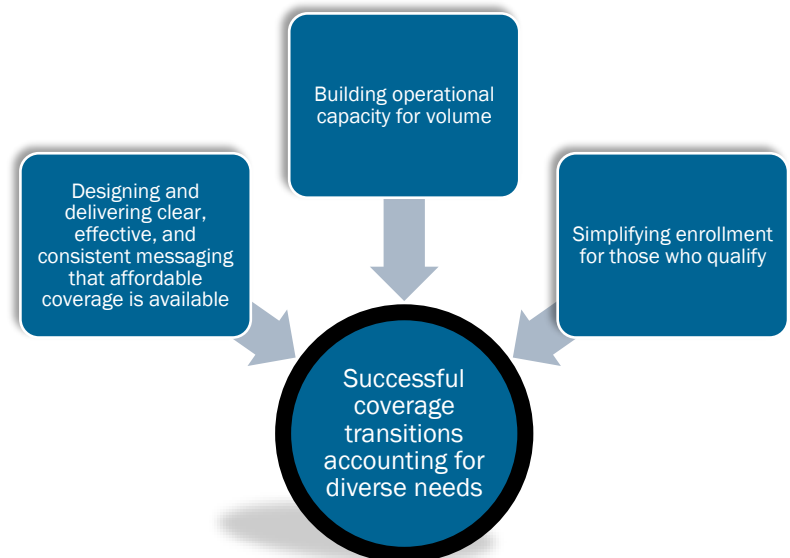 Building operational
capacity for volume
Designing and
delivering clear,
effective, and
consistent messaging
that affordable
coverage is available
Simplifying enrollment
for those who qualify
Successful
coverage
transitions
accounting for
diverse needs